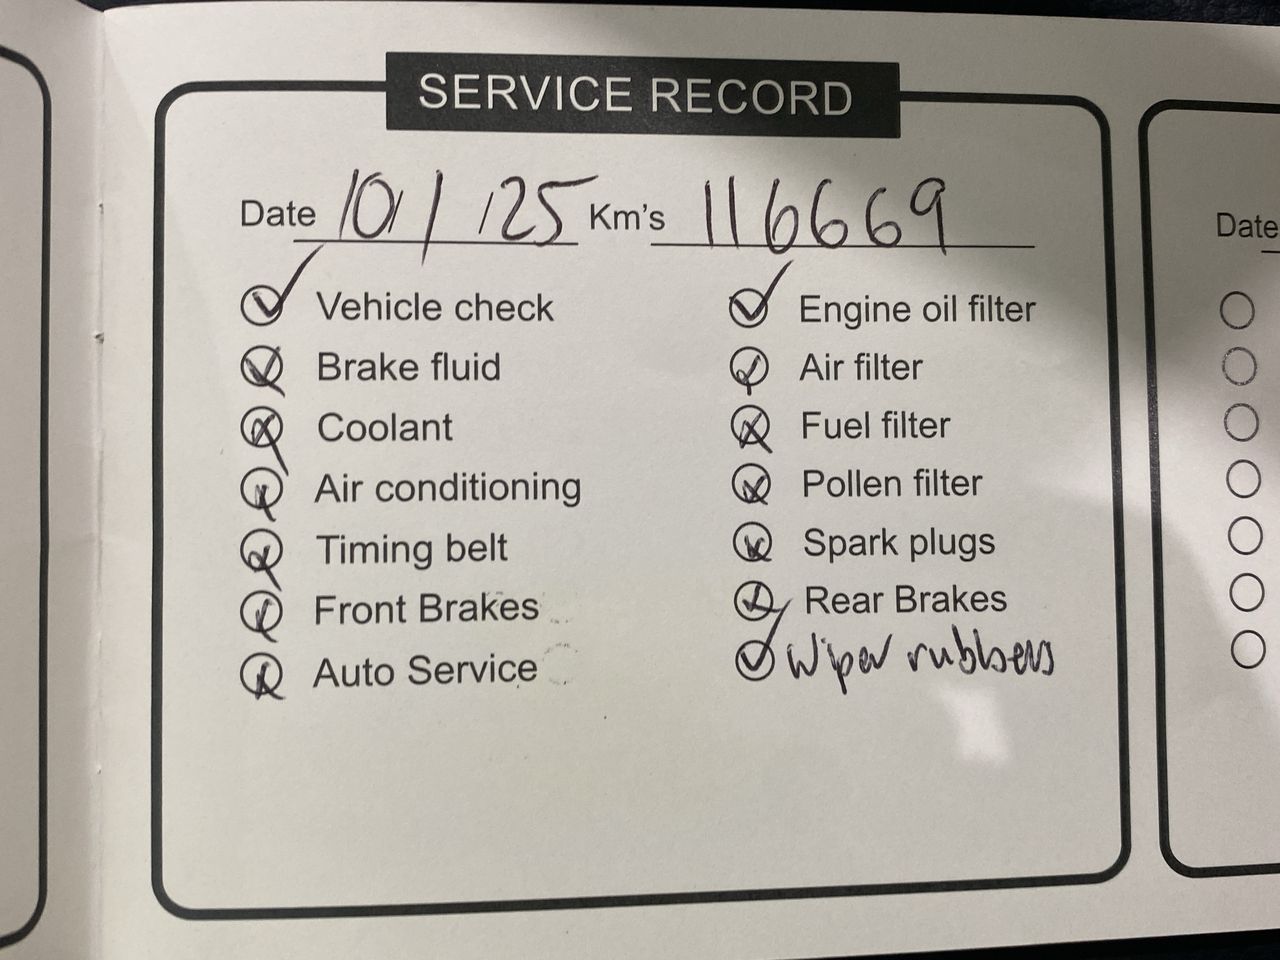 SERVICE RECORD
Date 10/1/25 Km's 116669
Vehicle check Engine oil filter
Brake fluid Air filter
Coolant Fuel filter
Air conditioning Pollen filter
Timing belt Spark plugs
Front Brakes Rear Brakes
Auto Service Wiper rubbers
Date